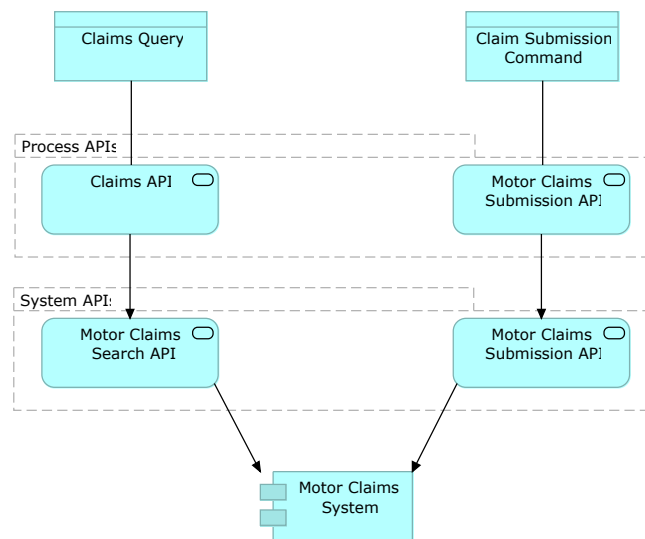 Claims Query
Claim Submission
Command
Process APIs
Claims API
Motor Claims
Submission API
System APIs
Motor Claims
Search API
Motor Claims
Submission API
Motor Claims
System